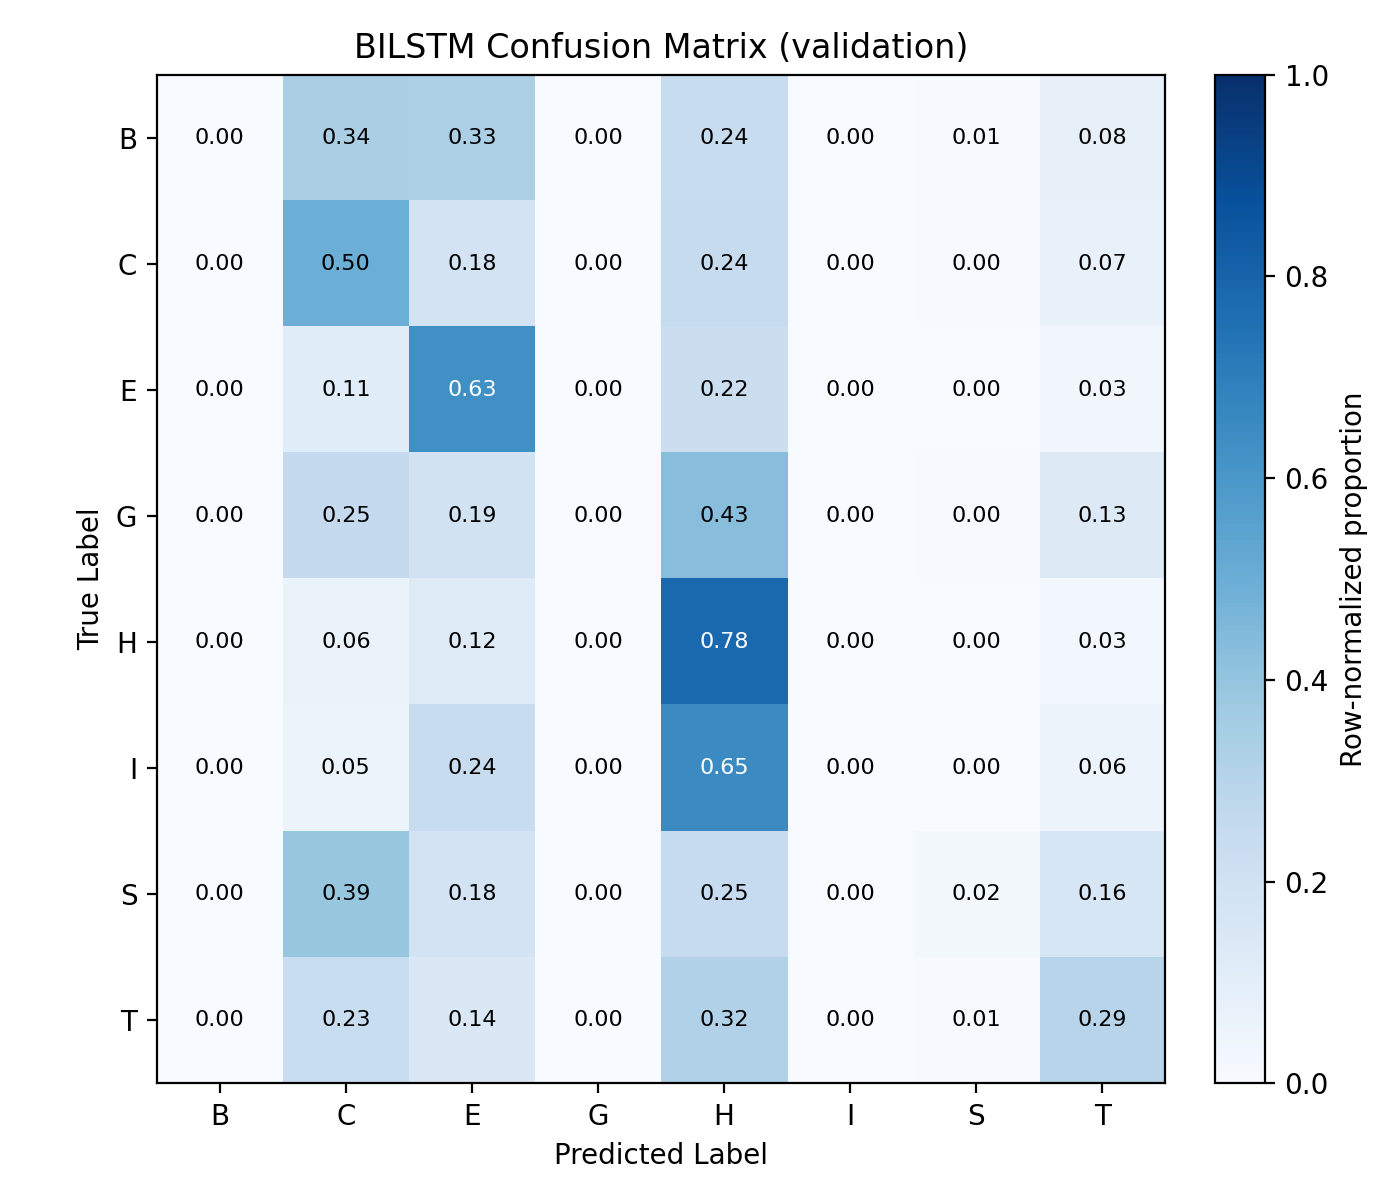 BILSTM Confusion Matrix (validation)
B 0.00 0.34 0.33 0.00 0.24 0.00 0.01 0.08
C 0.00 0.50 0.18 0.00 0.24 0.00 0.00 0.07
E 0.00 0.11 0.63 0.00 0.22 0.00 0.00 0.03
G 0.00 0.25 0.19 0.00 0.43 0.00 0.00 0.13
H 0.00 0.06 0.12 0.00 0.78 0.00 0.00 0.03
I 0.00 0.05 0.24 0.00 0.65 0.00 0.00 0.06
S 0.00 0.39 0.18 0.00 0.25 0.00 0.02 0.16
T 0.00 0.23 0.14 0.00 0.32 0.00 0.01 0.29
B C E G H I S T
Predicted Label
True Label
1.0
0.8
0.6
0.4
0.2
0.0
Row-normalized proportion